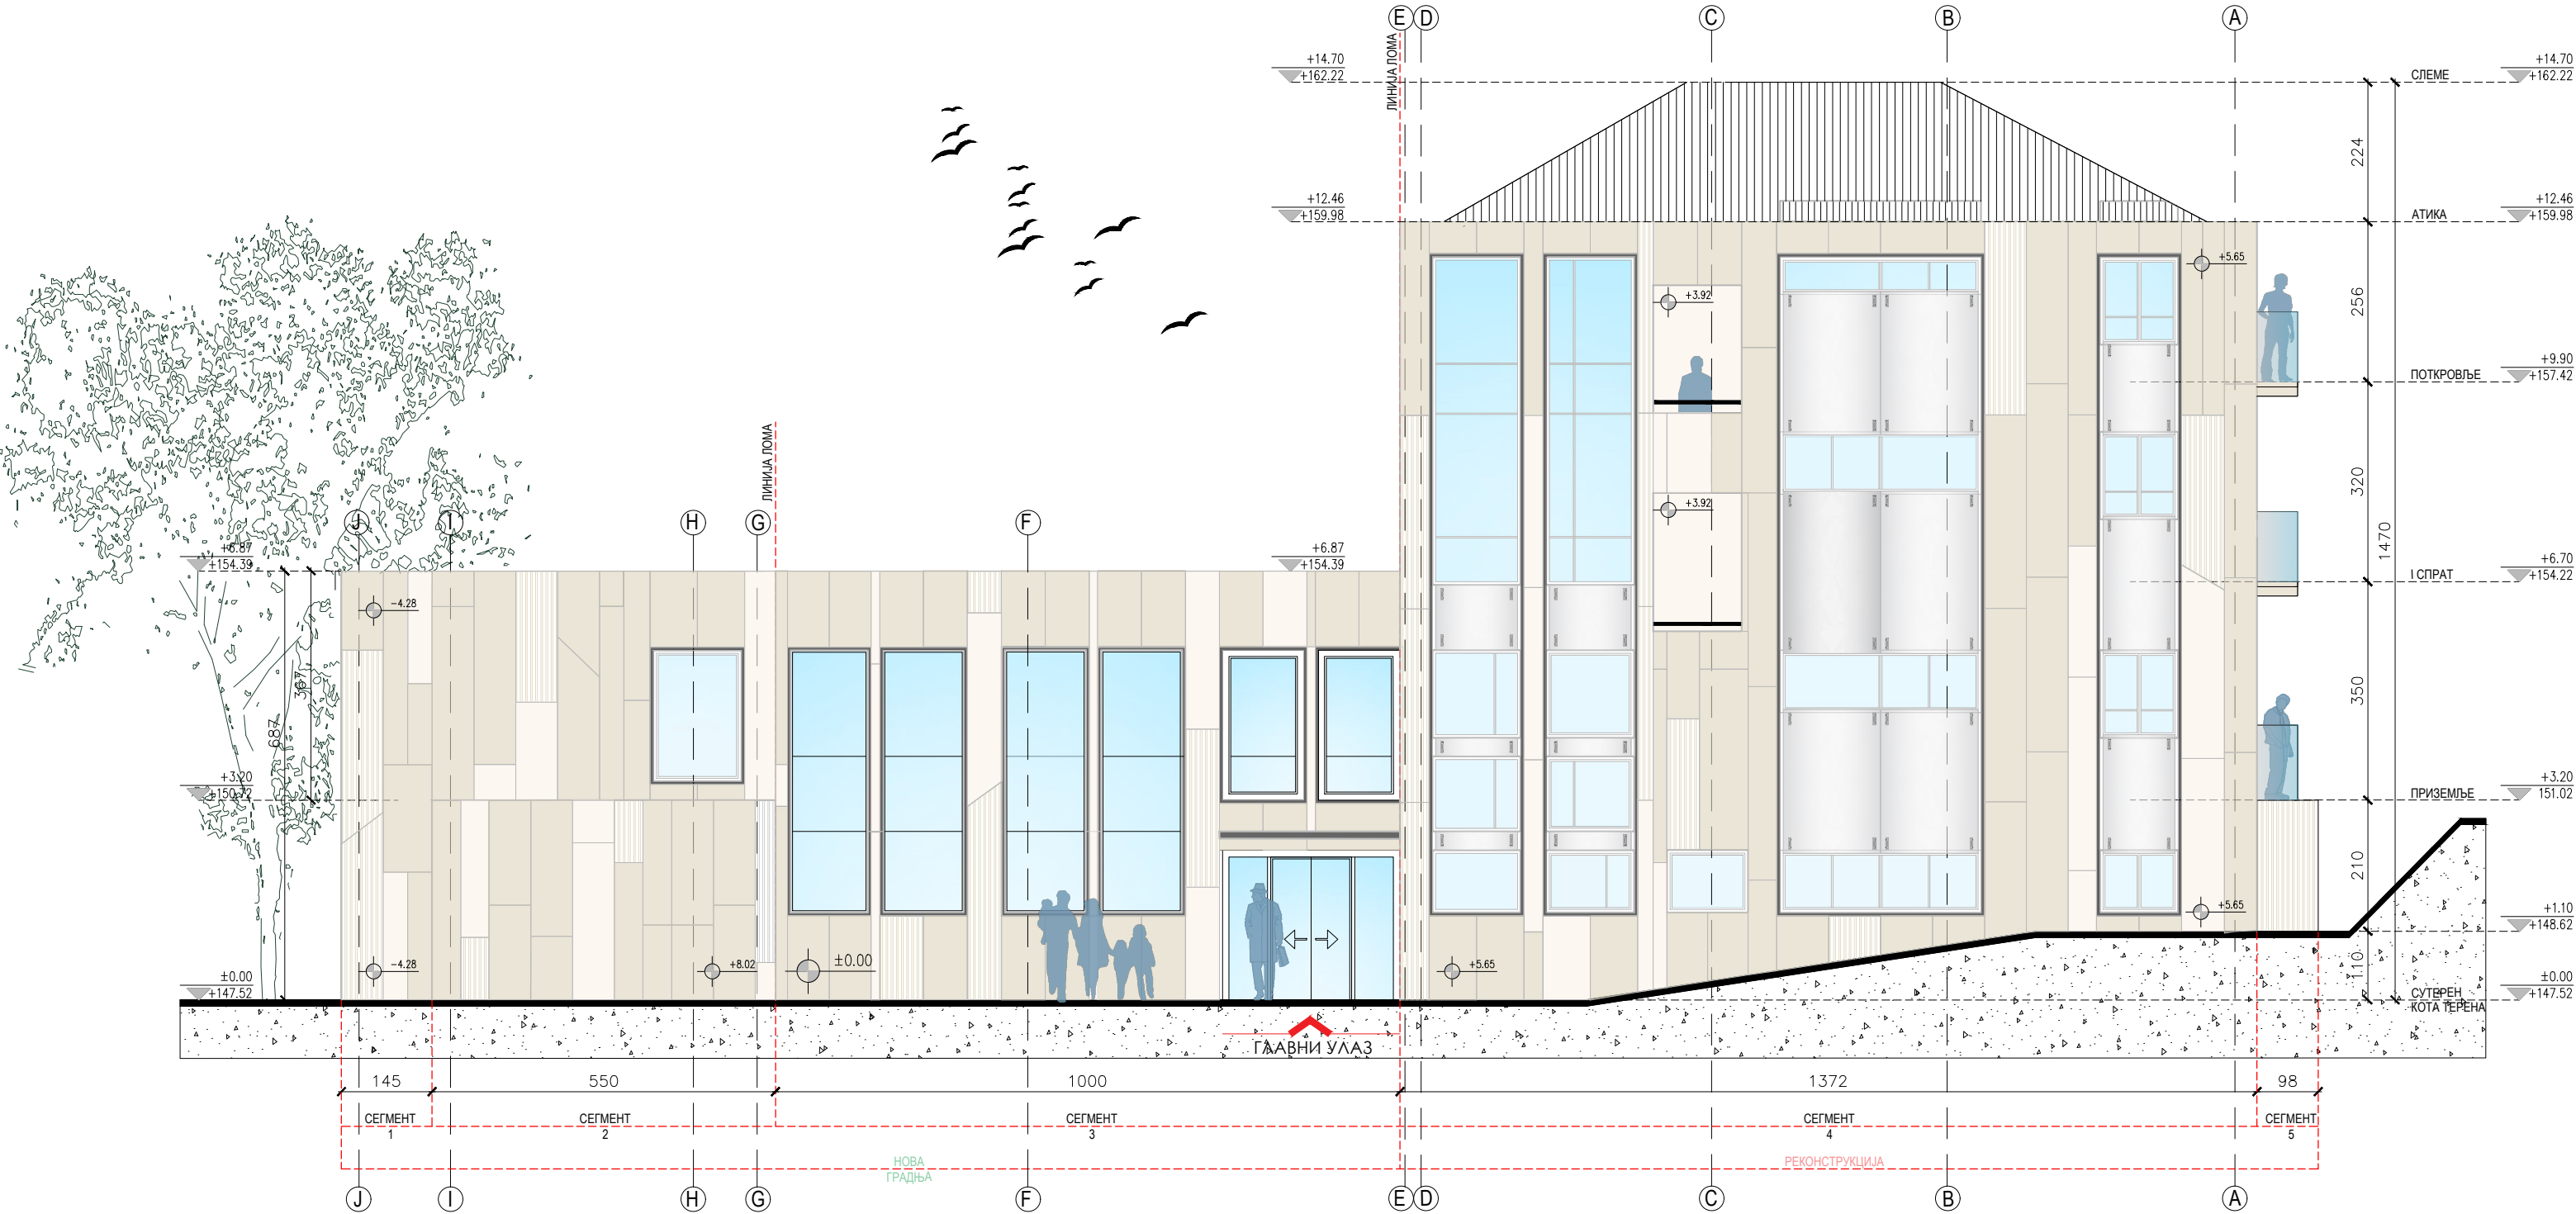 E D C B A
ЛИНИЈА ЛОМА
+14.70
+162.22
СЛЕМЕ
+14.70
+162.22
224
+12.46
+159.98
АТИКА
+12.46
+159.98
+5.65
+3.92
256
ПОТКРОВЉЕ
+9.90
+157.42
ЛИНИЈА ЛОМА
320
1470
+3.92
J I H G F
+6.87
+154.39
+6.87
+154.39
I СПРАТ
+6.70
+154.22
-4.28
367
687
350
+3.20
+150.72
ПРИЗЕМЉЕ
+3.20
151.02
210
+5.65
+1.10
+148.62
-4.28
+8.02
±0.00
+5.65
1.10
±0.00
+147.52
±0.00
+147.52
СУТЕРЕН
КОТА ТЕРЕНА
ГЛАВНИ УЛАЗ
145 550 1000 1372 98
СЕГМЕНТ
1
СЕГМЕНТ
2
СЕГМЕНТ
3
СЕГМЕНТ
4
СЕГМЕНТ
5
НОВА
ГРАДЊА
РЕКОНСТРУКЦИЈА
J I H G F E D C B A